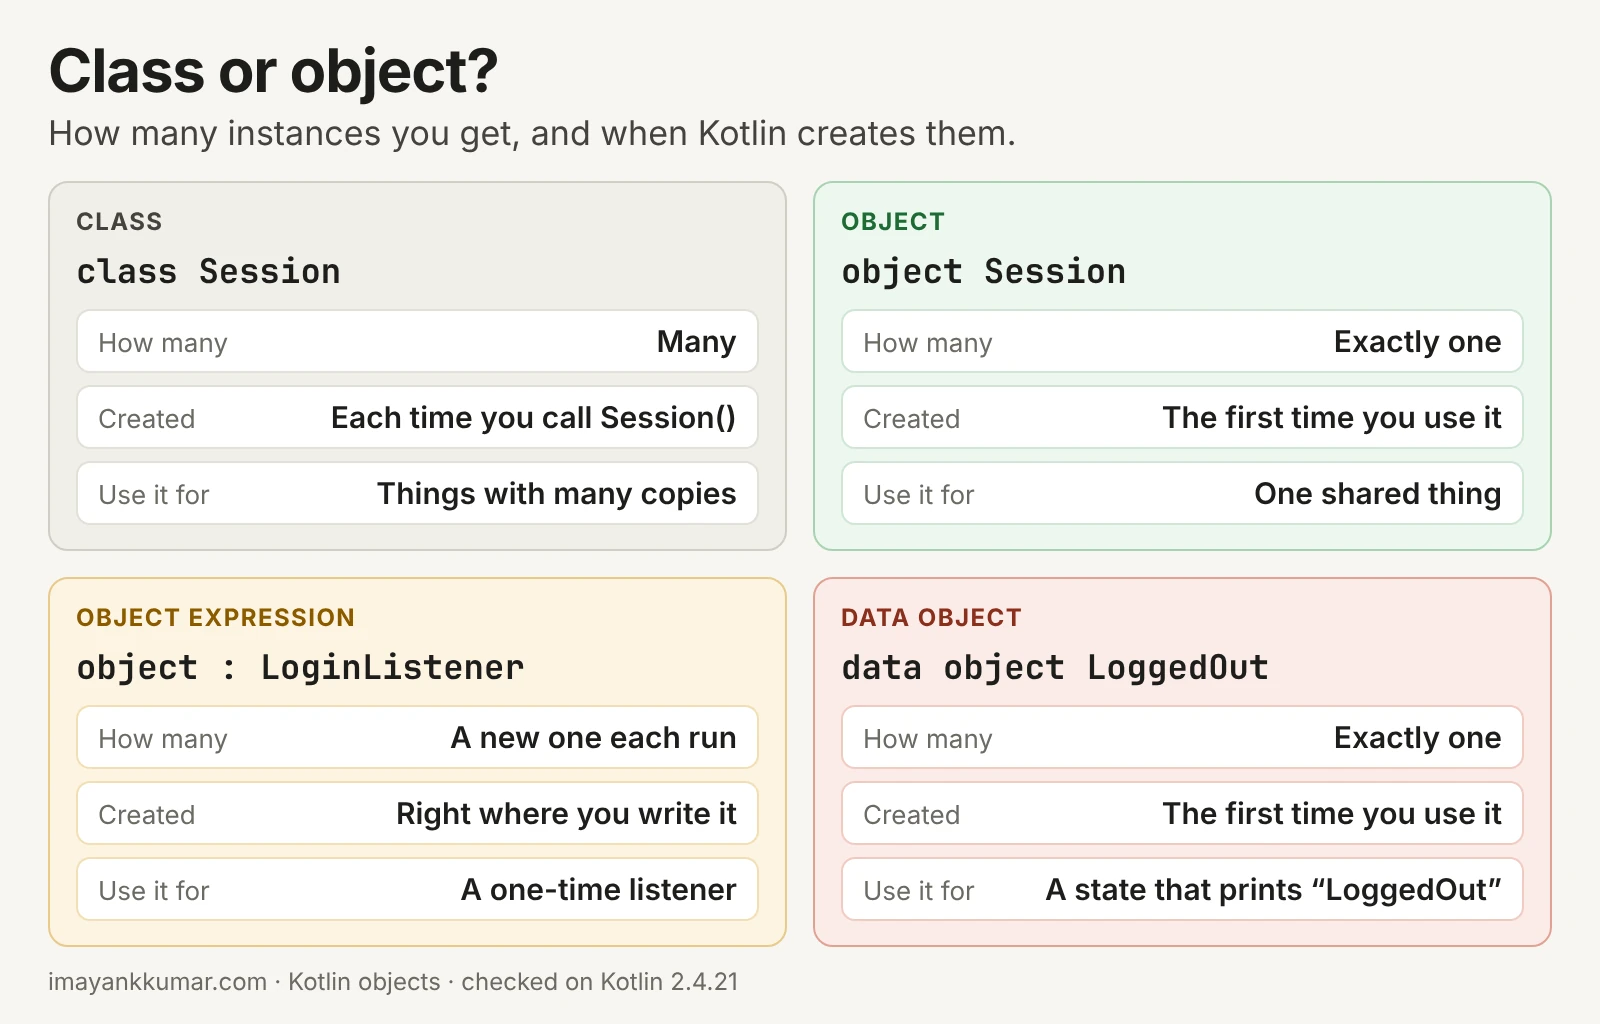 Class or object?
How many instances you get, and when Kotlin creates them.
CLASS
class Session
How many Many
Created Each time you call Session()
Use it for Things with many copies
OBJECT
object Session
How many Exactly one
Created The first time you use it
Use it for One shared thing
OBJECT EXPRESSION
object : LoginListener
How many A new one each run
Created Right where you write it
Use it for A one-time listener
DATA OBJECT
data object LoggedOut
How many Exactly one
Created The first time you use it
Use it for A state that prints “LoggedOut”
imayankkumar.com · Kotlin objects · checked on Kotlin 2.4.21